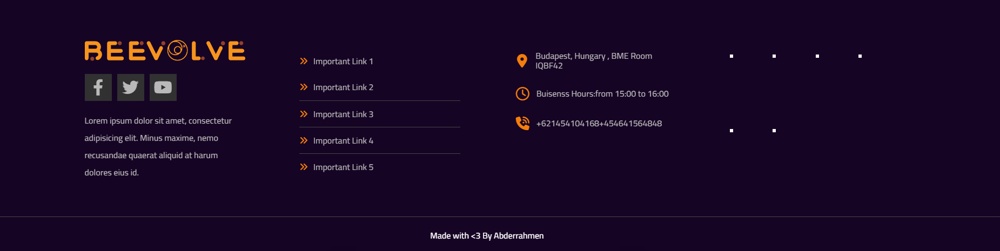 BEEVOLVE
Lorem ipsum dolor sit amet, consectetur
adipisicing elit. Minus maxime, nemo
recusandae quaerat aliquid at harum
dolores eius id.
Important Link 1
Important Link 2
Important Link 3
Important Link 4
Important Link 5
Budapest, Hungary , BME Room
IQBF42
Buisenss Hours:from 15:00 to 16:00
+621454104168+454641564848
Made with <3 By Abderrahmen